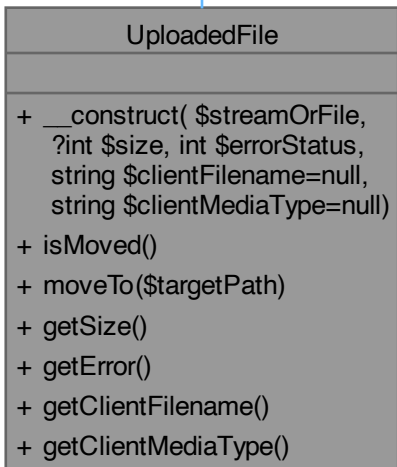 UploadedFile
+ __construct( $streamOrFile,
?int $size, int $errorStatus,
string $clientFilename=null,
string $clientMediaType=null)
+ isMoved()
+ moveTo($targetPath)
+ getSize()
+ getError()
+ getClientFilename()
+ getClientMediaType()